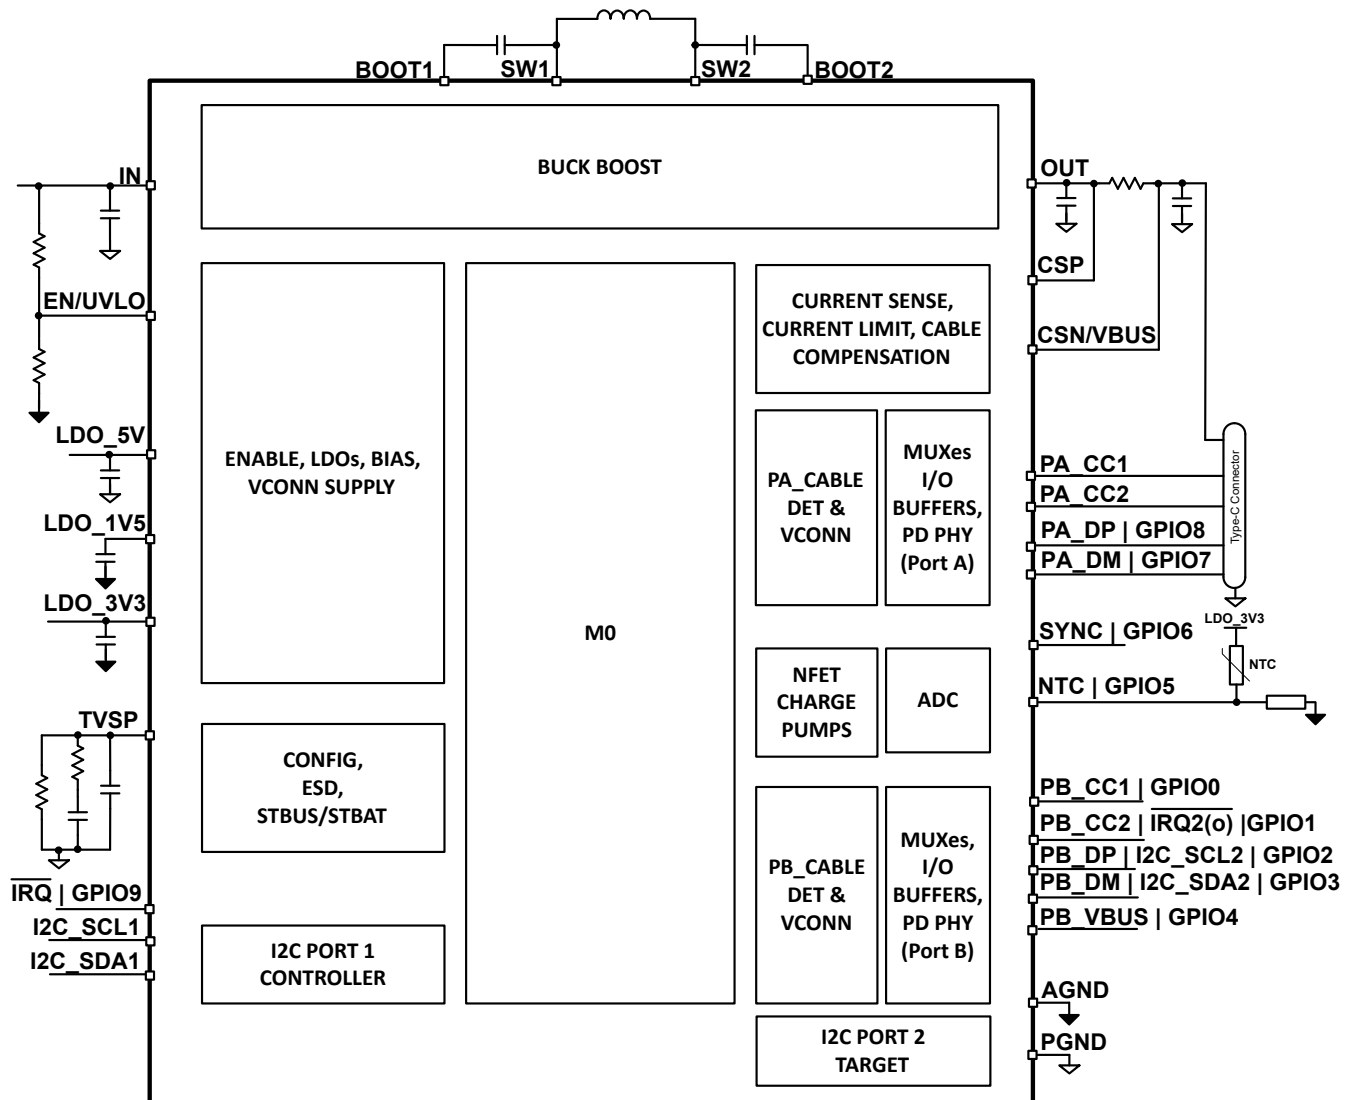 BOOT1
SW1
SW2
BOOT2
BUCK BOOST
IN
OUT
EN/UVLO
CSP
CSN/VBUS
CURRENT SENSE,
CURRENT LIMIT, CABLE
COMPENSATION
LDO_5V
LDO_1V5
LDO_3V3
ENABLE, LDOs, BIAS,
VCONN SUPPLY
M0
PA_CABLE
DET &
VCONN
MUXes
I/O
BUFFERS,
PD PHY
(Port A)
PA_CC1
PA_CC2
PA_DP | GPIO8
PA_DM | GPIO7
Type-C Connector
LDO_3V3
NTC
SYNC | GPIO6
NTC | GPIO5
NFET
CHARGE
PUMPS
ADC
TVSP
CONFIG,
ESD,
STBUS/STBAT
PB_CC1 | GPIO0
PB_CC2 | IRQ2(o) |GPIO1
PB_DP | I2C_SCL2 | GPIO2
PB_DM | I2C_SDA2 | GPIO3
PB_VBUS | GPIO4
PB_CABLE
DET &
VCONN
MUXes,
I/O
BUFFERS,
PD PHY
(Port B)
IRQ | GPIO9
I2C_SCL1
I2C_SDA1
I2C PORT 1
CONTROLLER
AGND
PGND
I2C PORT 2
TARGET